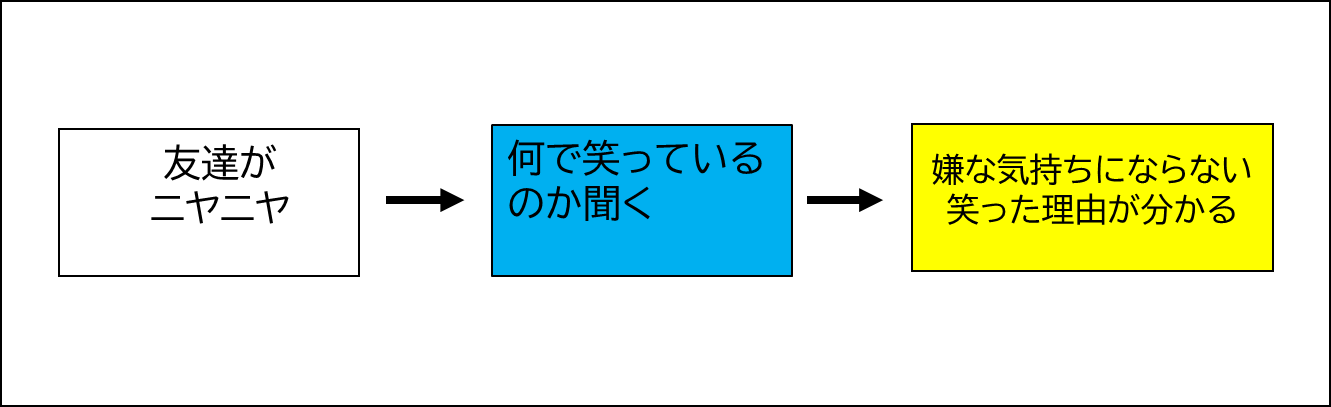 友達が
ニヤニヤ
何で笑っている
のか聞く
嫌な気持ちにならない
笑った理由が分かる